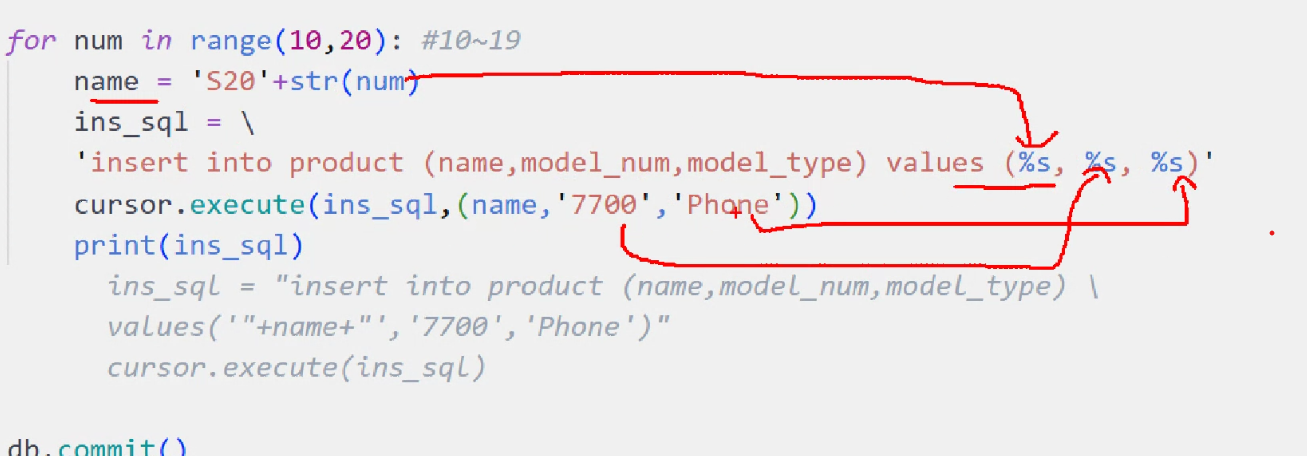 for num in range(10,20): #10~19
name = 'S20'+str(num)
ins_sql = \
'insert into product (name,model_num,model_type) values (%s, %s, %s)'
cursor.execute(ins_sql,(name,'7700','Phone'))
print(ins_sql)
ins_sql = "insert into product (name,model_num,model_type) \
values('"+name+"','7700','Phone')"
cursor.execute(ins_sql)
db.commit()